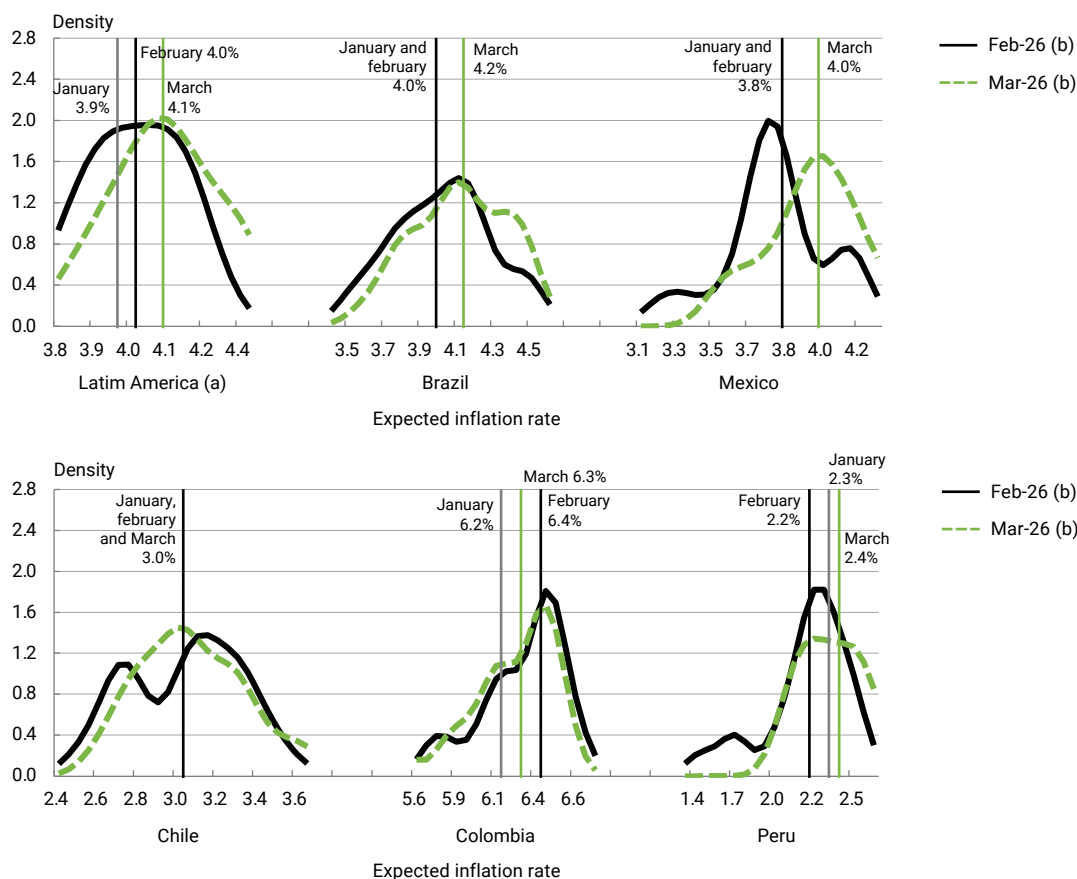 Density
2.8
2.4
2.0
1.6
1.2
0.8
0.4
0.0
January
3.9%
February 4.0%
March
4.1%
January and
february
4.0%
March
4.2%
January and
february
3.8%
March
4.0%
Feb-26 (b)
Mar-26 (b)
3.8 3.9 4.0 4.1 4.2 4.4
3.5 3.7 3.9 4.1 4.3 4.5
3.1 3.3 3.5 3.7 3.8 4.0 4.2
Latim America (a)
Brazil
Mexico
Expected inflation rate
Density
2.8
2.4
2.0
1.6
1.2
0.8
0.4
0.0
January,
february
and March
3.0%
January
6.2%
March 6.3%
February
6.4%
February
2.2%
January
2.3%
March
2.4%
Feb-26 (b)
Mar-26 (b)
2.4 2.6 2.8 3.0 3.2 3.4 3.6
5.6 5.9 6.1 6.4 6.6
1.4 1.7 2.0 2.2 2.5
Chile
Colombia
Peru
Expected inflation rate